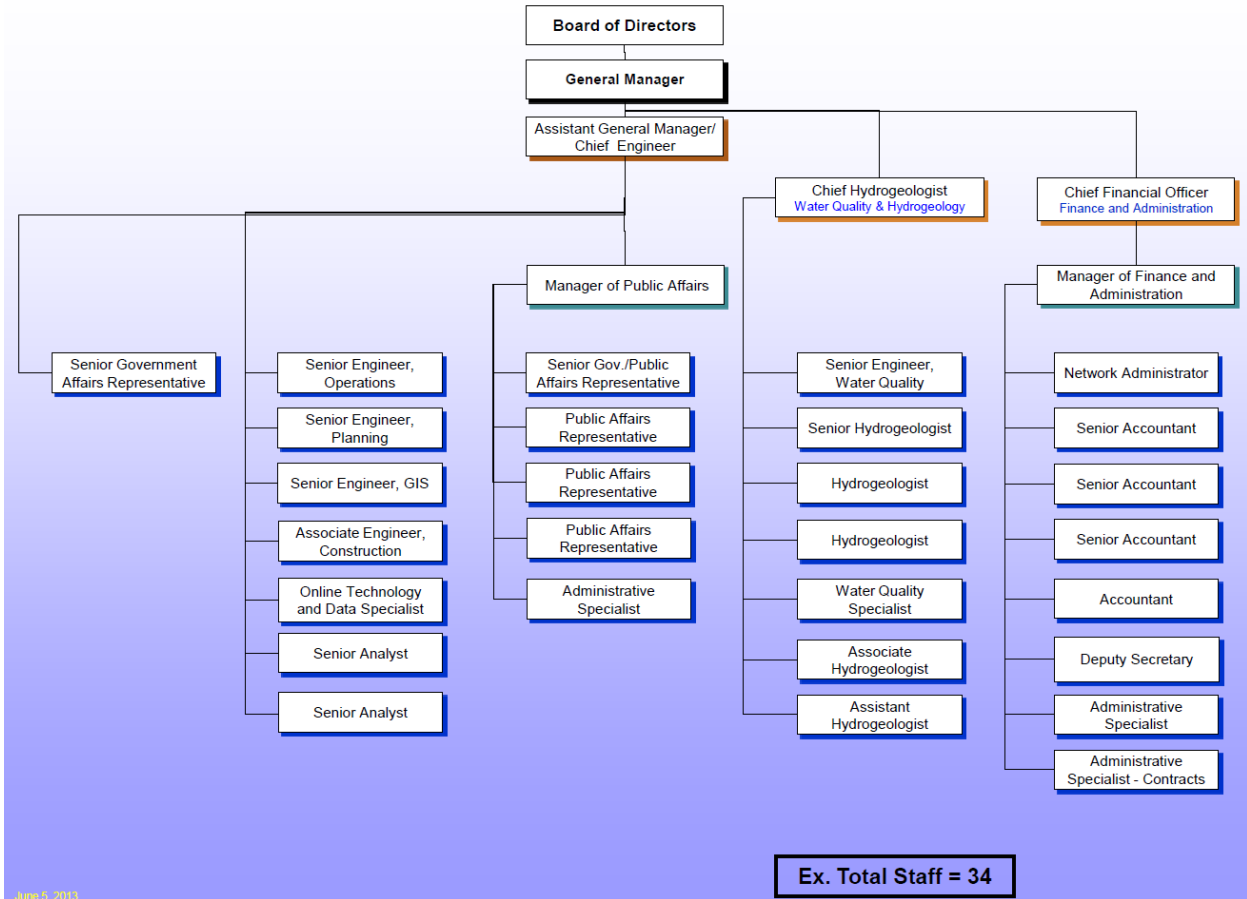 Board of Directors
General Manager
Assistant General Manager/
Chief Engineer
Chief Hydrogeologist
Water Quality & Hydrogeology
Chief Financial Officer
Finance and Administration
Manager of Public Affairs
Manager of Finance and
Administration
Senior Government
Affairs Representative
Senior Engineer,
Operations
Senior Engineer,
Planning
Senior Engineer, GIS
Associate Engineer,
Construction
Online Technology
and Data Specialist
Senior Analyst
Senior Analyst
Senior Gov./Public
Affairs Representative
Public Affairs
Representative
Public Affairs
Representative
Public Affairs
Representative
Administrative
Specialist
Senior Engineer,
Water Quality
Senior Hydrogeologist
Hydrogeologist
Hydrogeologist
Water Quality
Specialist
Associate
Hydrogeologist
Assistant
Hydrogeologist
Network Administrator
Senior Accountant
Senior Accountant
Senior Accountant
Accountant
Deputy Secretary
Administrative
Specialist
Administrative
Specialist - Contracts
Ex. Total Staff = 34
June 5, 2013